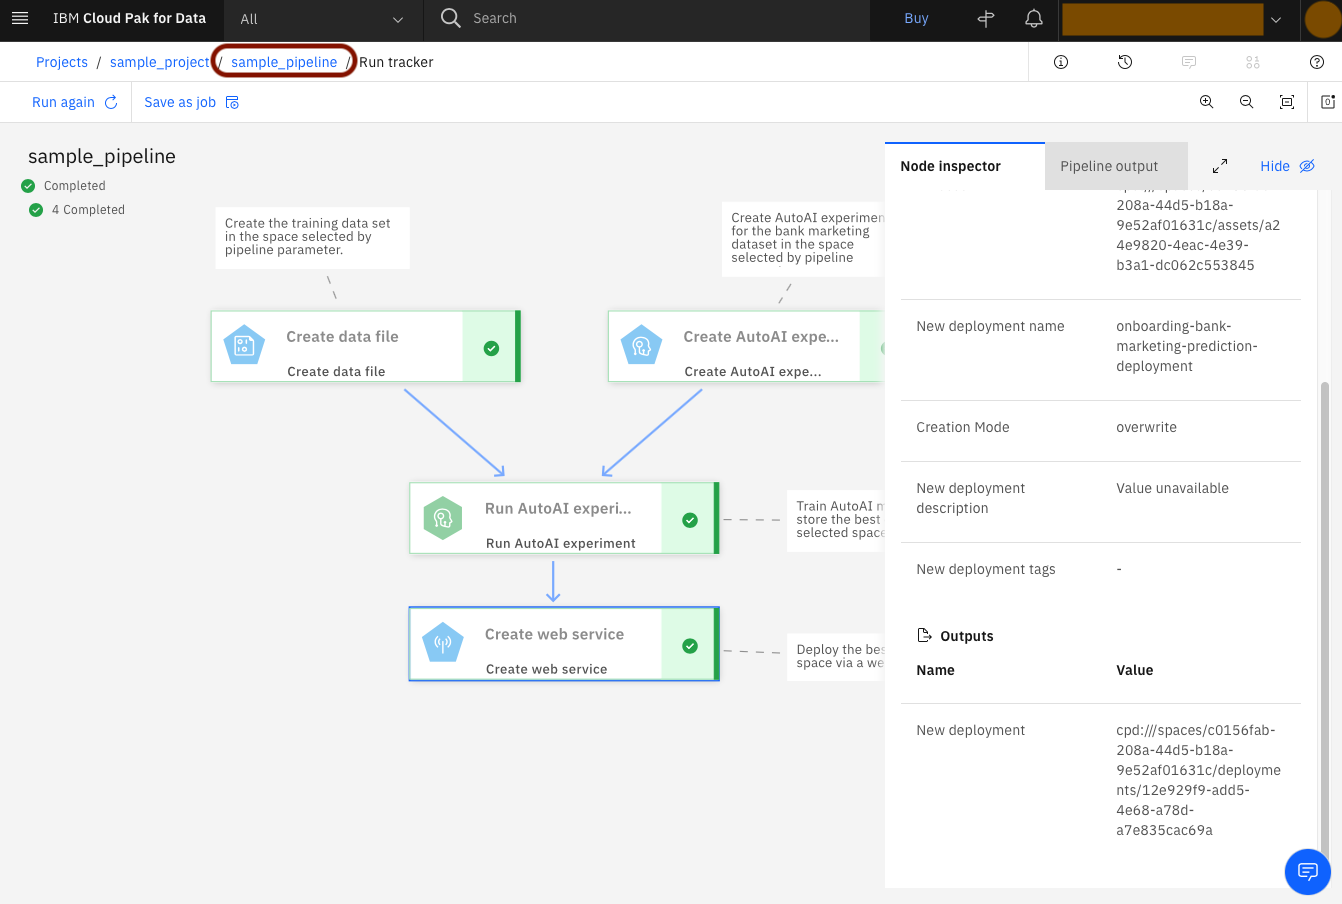 IBM Cloud Pak for Data
All
Search
Buy
Projects / sample_project / sample_pipeline / Run tracker
Run again
Save as job
sample_pipeline
Completed
4 Completed
Create the training data set
in the space selected by
pipeline parameter.
Create AutoAI experimen
for the bank marketing
dataset in the space
selected by pipeline
Create data file
Create data file
Create AutoAI expe...
Create AutoAI expe...
Run AutoAI experi...
Run AutoAI experiment
Train AutoAI
store the best
selected space
Create web service
Create web service
Deploy the bes
space via a we
Node inspector
Pipeline output
Hide
208a-44d5-b18a-
9e52af01631c/assets/a2
4e9820-4eac-4e39-
b3a1-dc062c553845
New deployment name
onboarding-bank-
marketing-prediction-
deployment
Creation Mode
overwrite
New deployment
description
Value unavailable
New deployment tags
-
Outputs
Name
Value
New deployment
cpd:///spaces/c0156fab-
208a-44d5-b18a-
9e52af01631c/deployme
nts/12e929f9-add5-
4e68-a78d-
a7e835cac69a